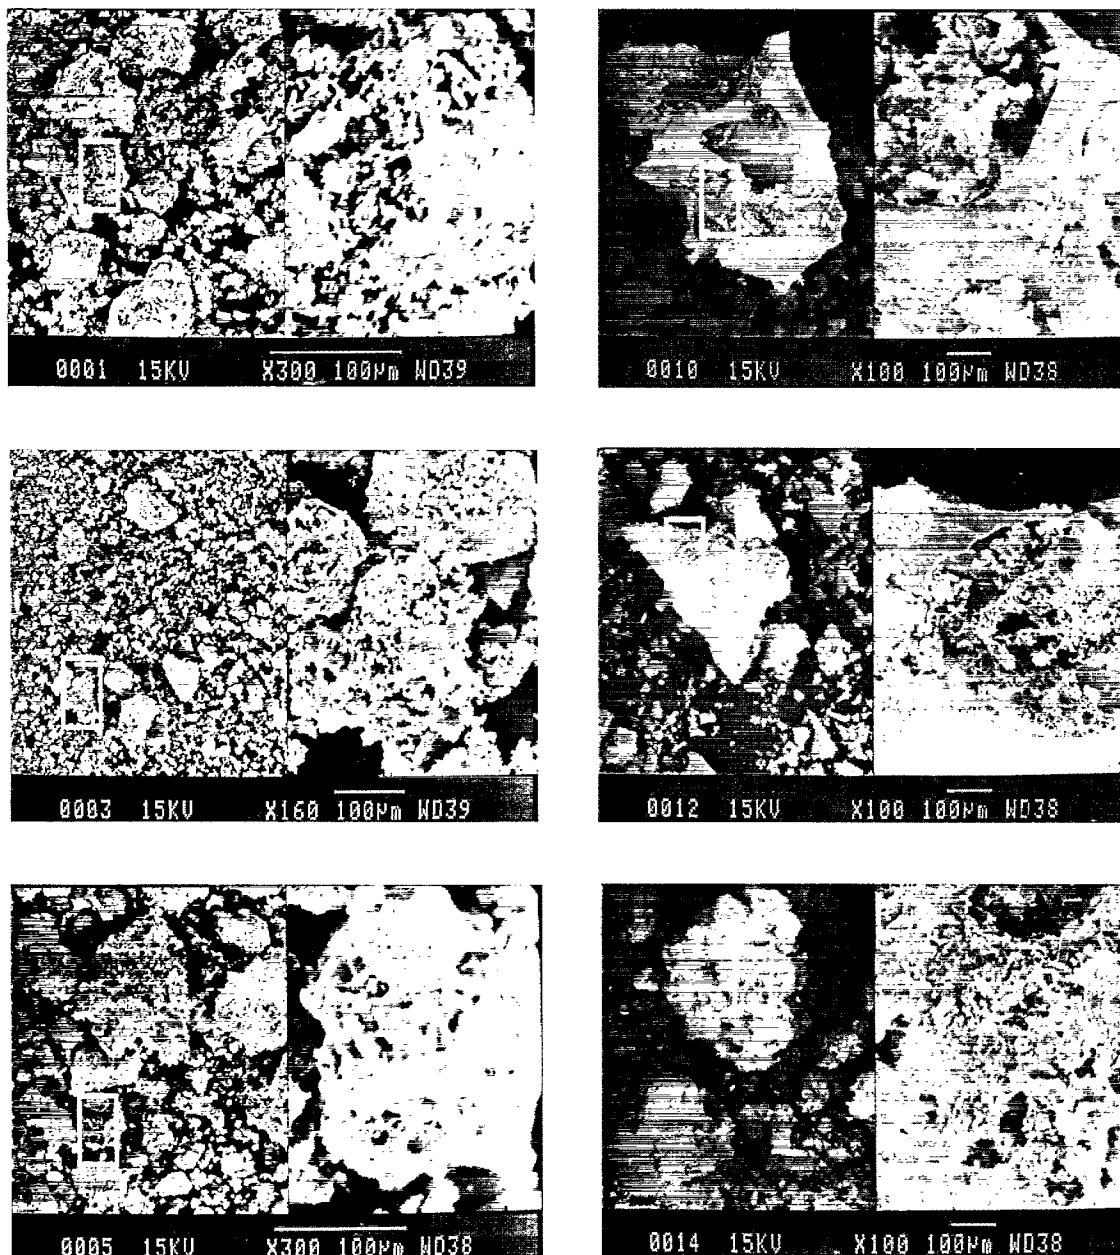 0001 15KV X300 100µm WD39
0010 15KV X100 100µm WD38
0003 15KV X160 100µm WD39
0012 15KV X100 100µm WD38
0005 15KV X300 100µm WD38
0014 15KV X100 100µm WD38